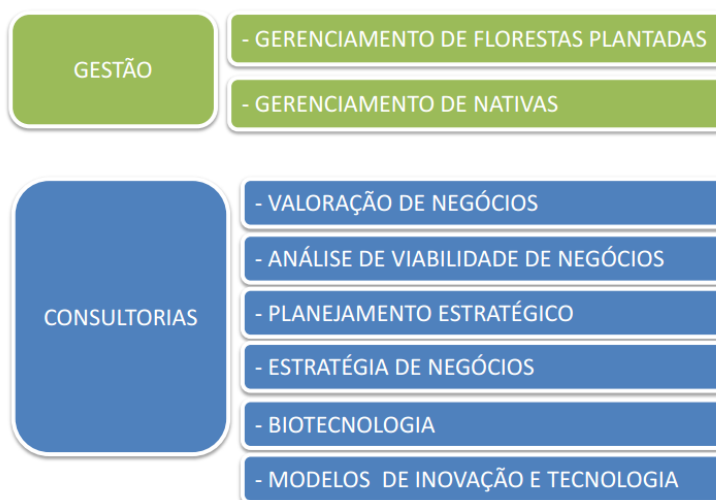 GESTÃO
- GERENCIAMENTO DE FLORESTAS PLANTADAS
- GERENCIAMENTO DE NATIVAS
CONSULTORIAS
- VALORAÇÃO DE NEGÓCIOS
- ANÁLISE DE VIABILIDADE DE NEGÓCIOS
- PLANEJAMENTO ESTRATÉGICO
- ESTRATÉGIA DE NEGÓCIOS
- BIOTECNOLOGIA
- MODELOS DE INOVAÇÃO E TECNOLOGIA